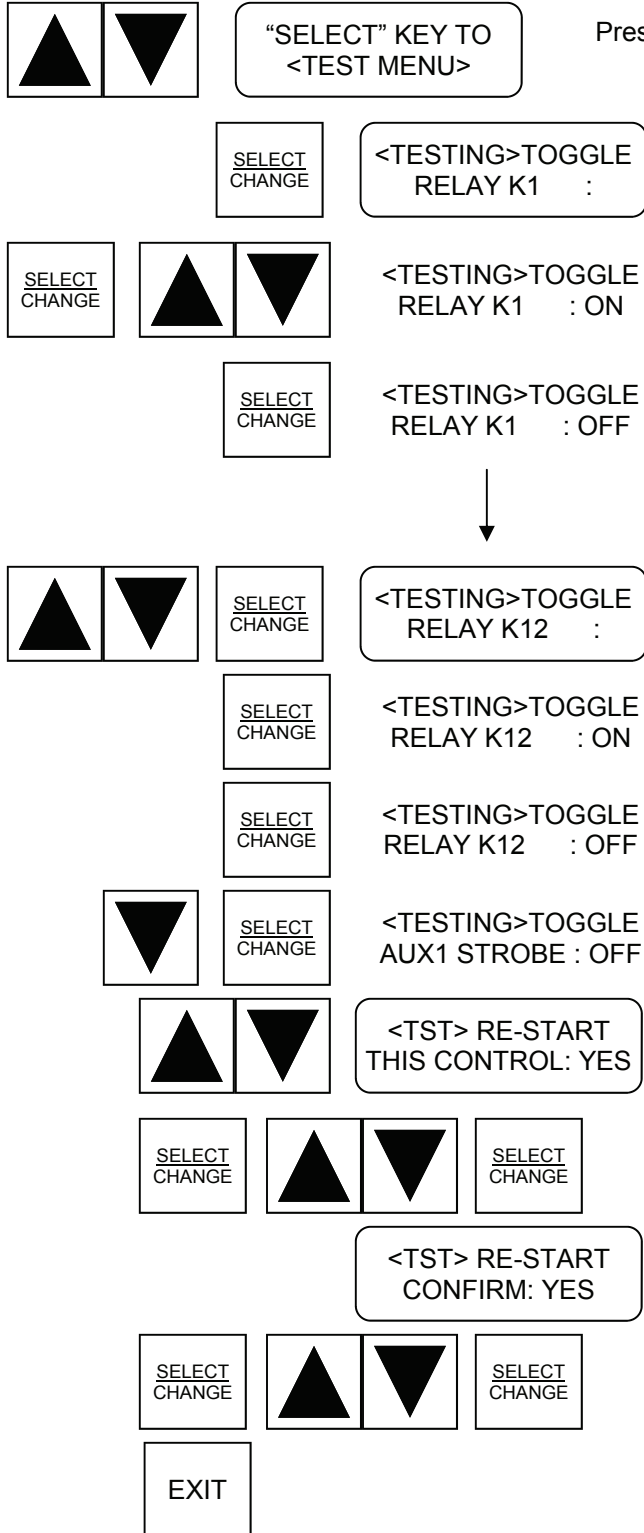 "SELECT" KEY TO
<TEST MENU>
Pres
SELECT
CHANGE
<TESTING>TOGGLE
RELAY K1 :
SELECT
CHANGE
<TESTING>TOGGLE
RELAY K1 : ON
SELECT
CHANGE
<TESTING>TOGGLE
RELAY K1 : OFF
SELECT
CHANGE
<TESTING>TOGGLE
RELAY K12 :
SELECT
CHANGE
<TESTING>TOGGLE
RELAY K12 : ON
SELECT
CHANGE
<TESTING>TOGGLE
RELAY K12 : OFF
SELECT
CHANGE
<TESTING>TOGGLE
AUX1 STROBE : OFF
<TST> RE-START
THIS CONTROL: YES
SELECT
CHANGE
SELECT
CHANGE
<TST> RE-START
CONFIRM: YES
SELECT
CHANGE
SELECT
CHANGE
EXIT